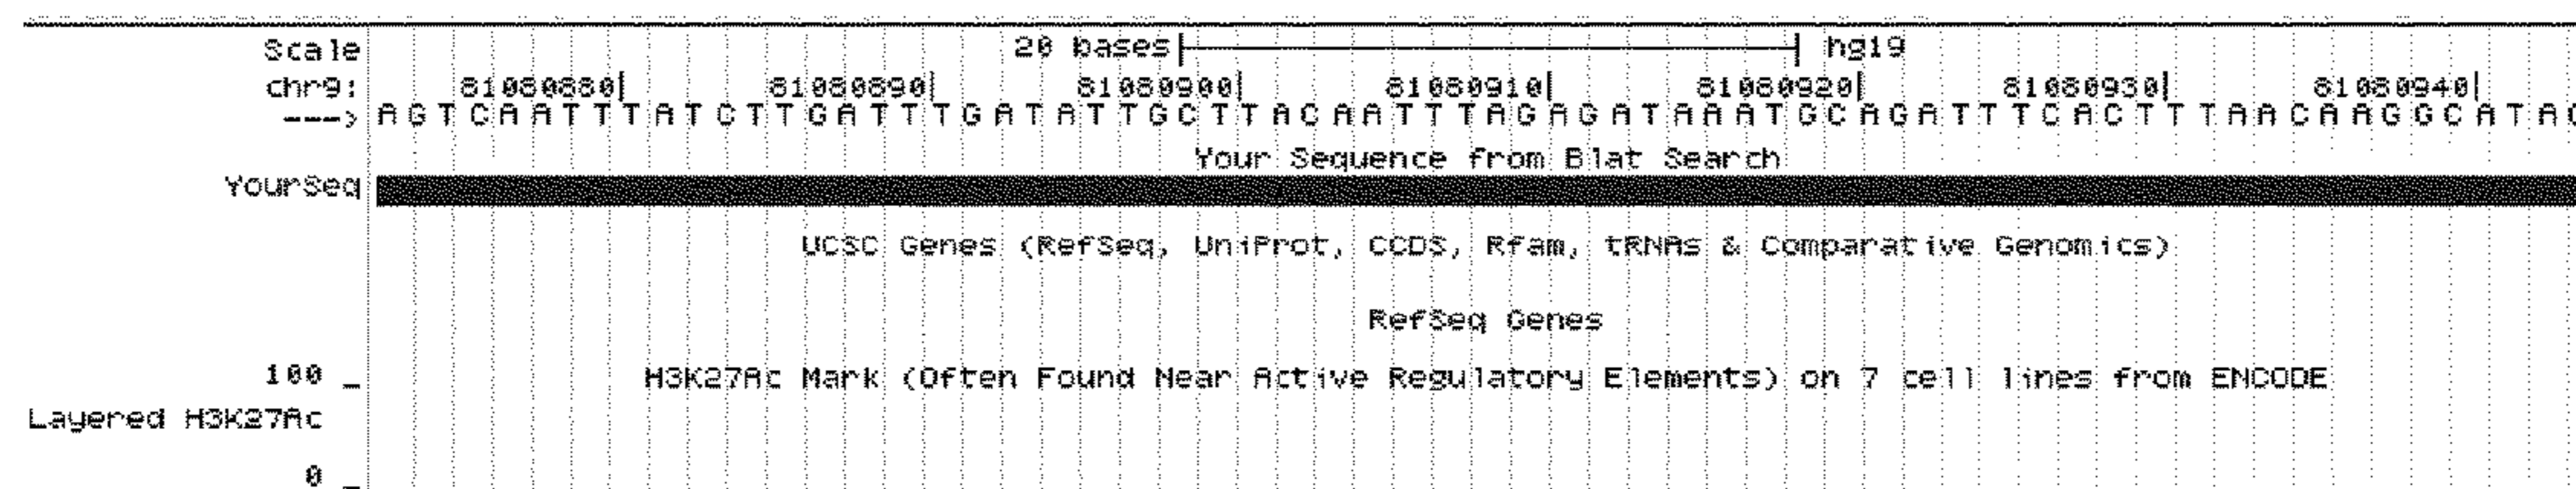 Scale 20 bases hg19
chr9: 81080880| 81080890| 81080900| 81080910| 81080920| 81080930| 81080940|
---> A G T C A A T T T A T C T T G A T T T G A T A T T G C T T A C A A T T T A G A G A T A A A T G C A G A T T T C A C T T T A A C A A G G C A T A
Your Sequence from Blat Search
YourSeq
UCSC Genes (RefSeq, UniProt, CCDS, Rfam, tRNAs & Comparative Genomics)
RefSeq Genes
100 _ H3K27Ac Mark (Often Found Near Active Regulatory Elements) on 7 cell lines from ENCODE
Layered H3K27Ac
0 _